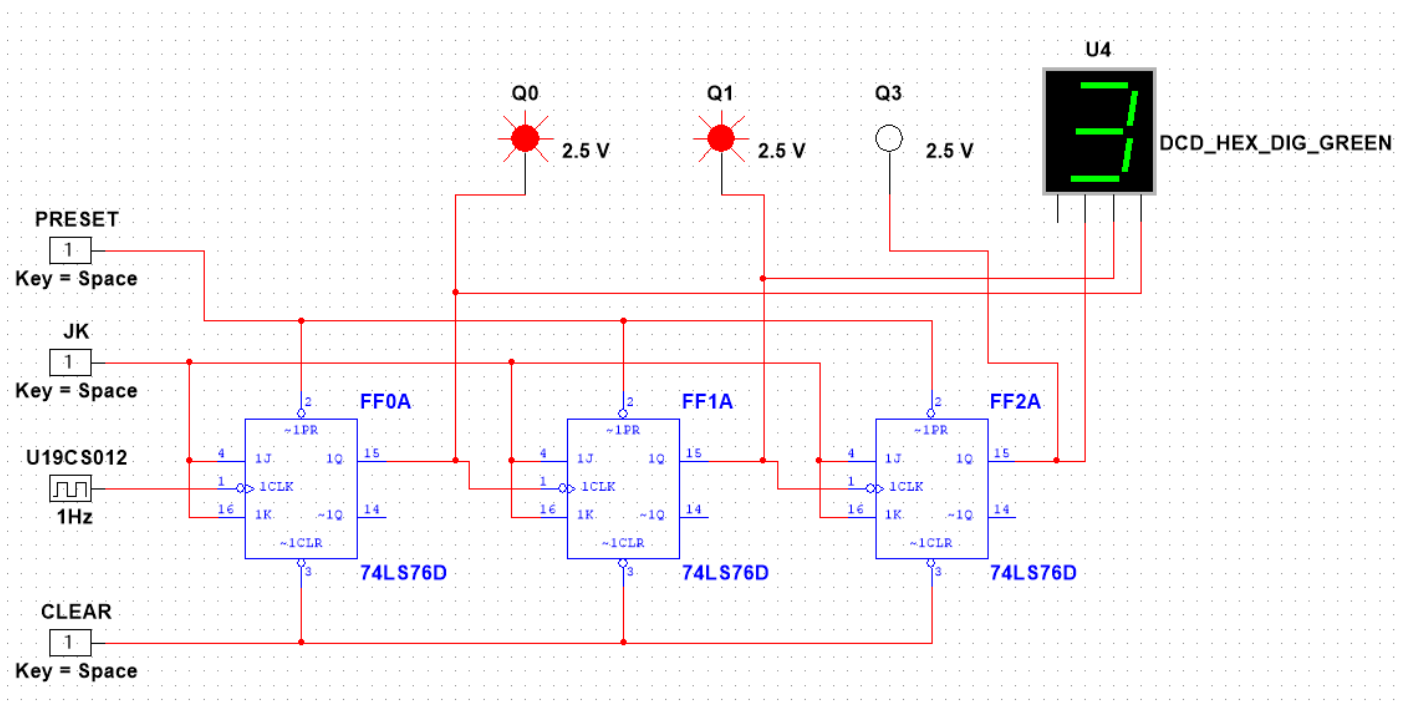 U4
Q0
Q1
Q3
2.5 V
2.5 V
2.5 V
3
DCD_HEX_DIG_GREEN
PRESET
1
Key = Space
JK
1
Key = Space
U19CS012
1Hz
FF0A
2
~1PR
4
1J
1Q
15
1
1CLK
16
1K
~1Q
14
~1CLR
3
74LS76D
FF1A
2
~1PR
4
1J
1Q
15
1
1CLK
16
1K
~1Q
14
~1CLR
3
74LS76D
FF2A
2
~1PR
4
1J
1Q
15
1
1CLK
16
1K
~1Q
14
~1CLR
3
74LS76D
CLEAR
1
Key = Space